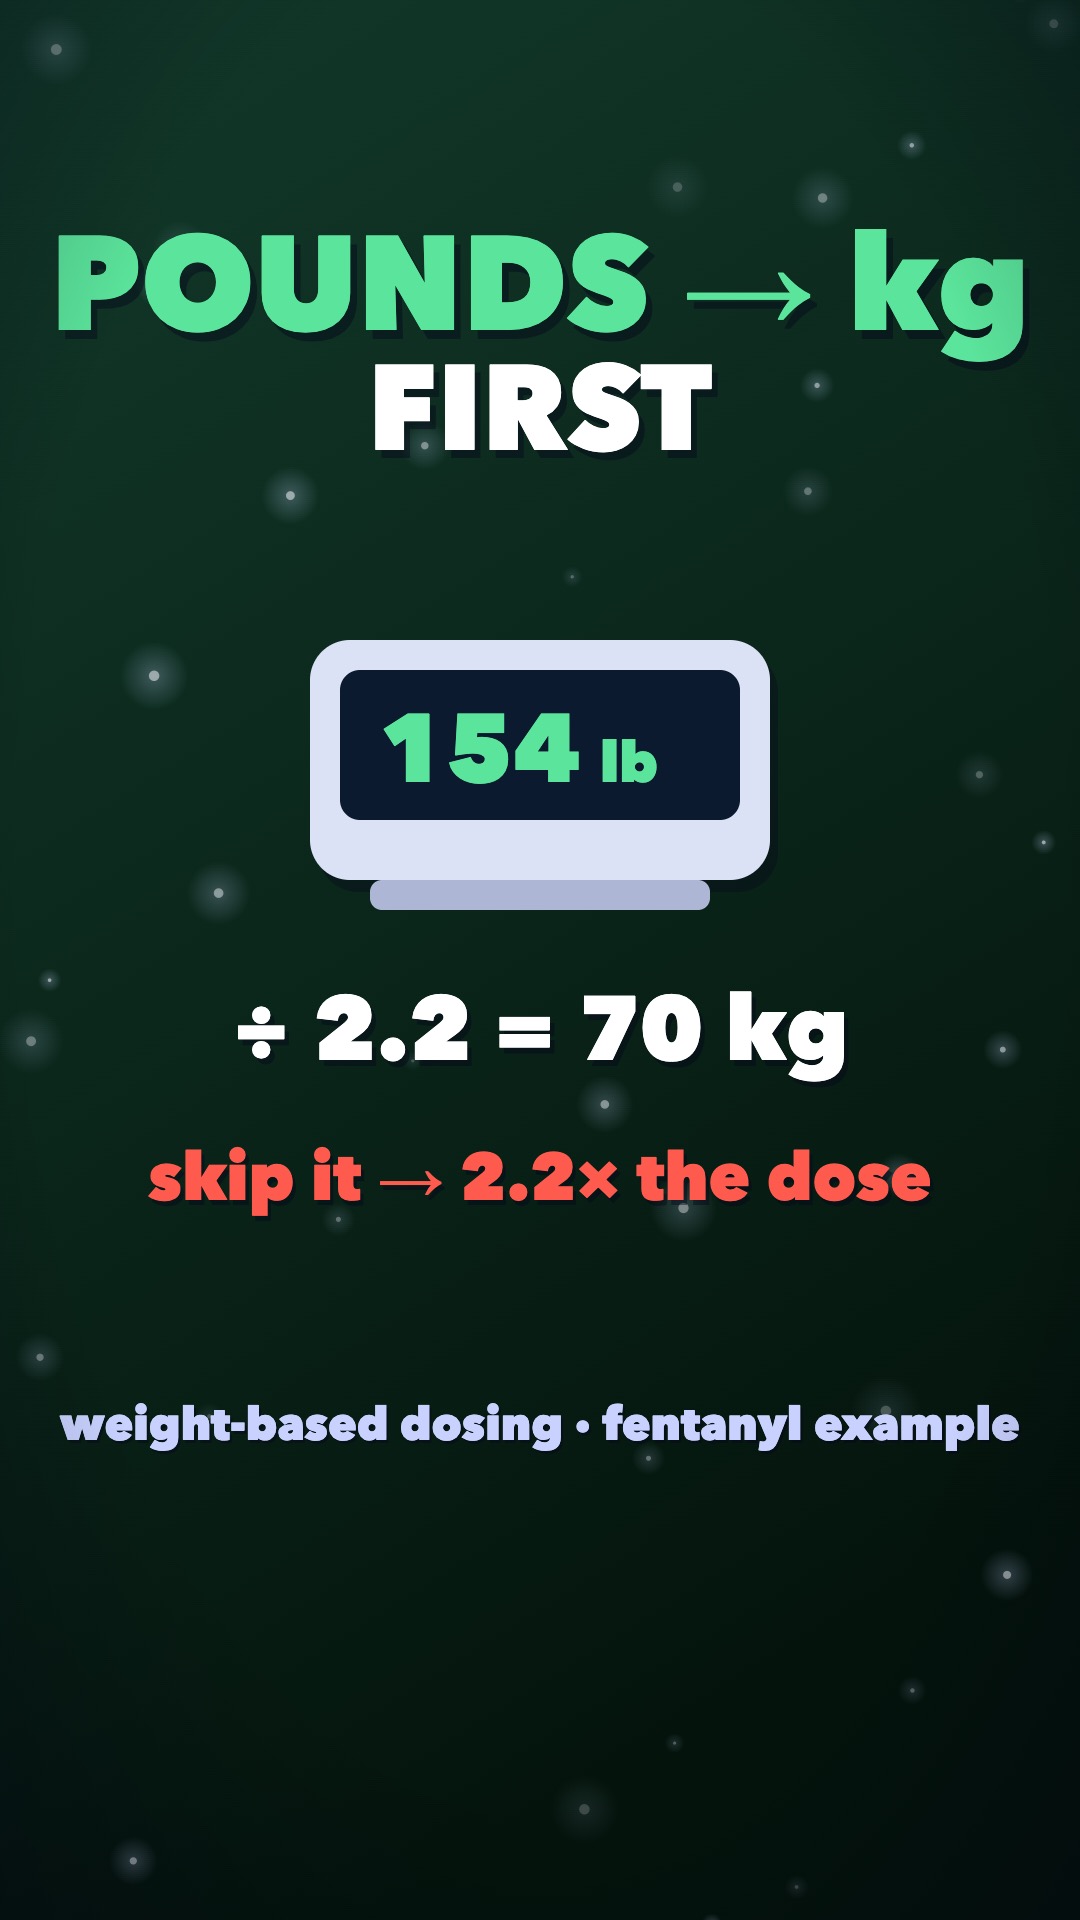 POUNDS → kg
FIRST
154 lb
÷ 2.2 = 70 kg
skip it → 2.2× the dose
weight-based dosing • fentanyl example